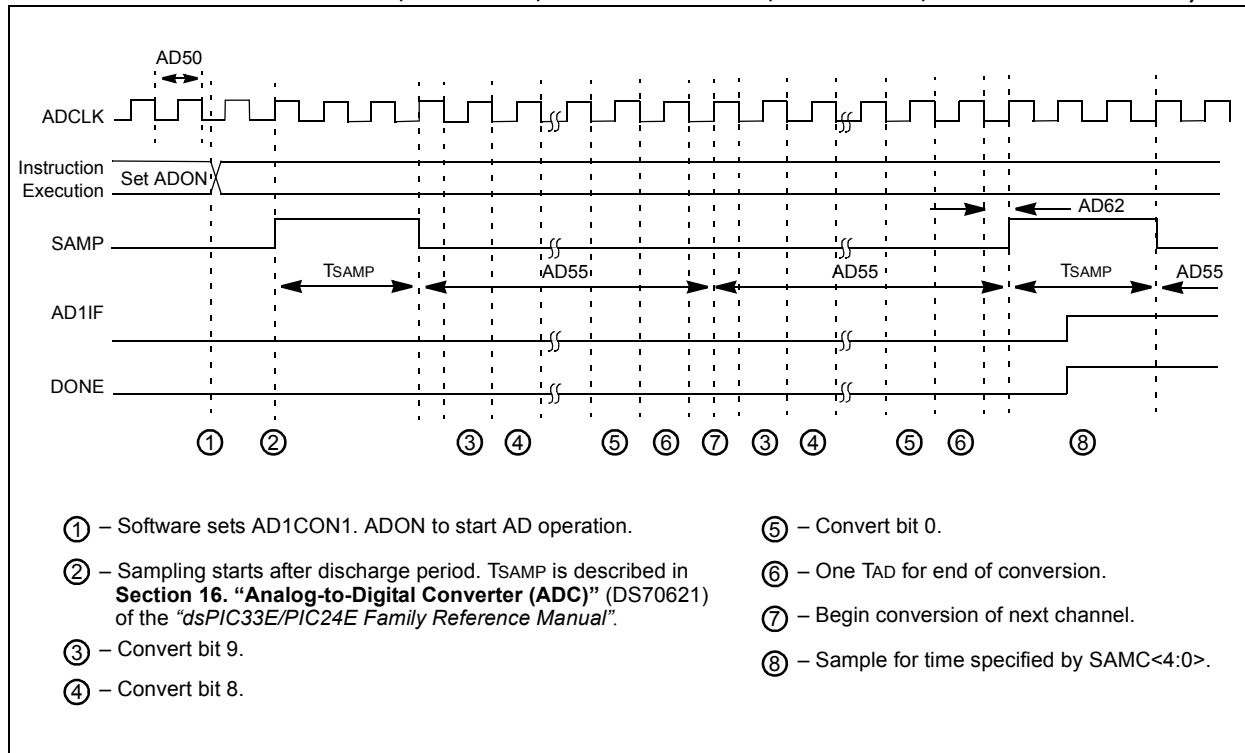 AD50
ADCLK
Instruction
Execution
Set ADON
AD62
SAMP
TSAMP
AD55
AD55
TSAMP
AD55
AD1IF
DONE
1 2 3 4 5 6 7 3 4 5 6 8
1 – Software sets AD1CON1. ADON to start AD operation.
2 – Sampling starts after discharge period. TSAMP is described in
Section 16. “Analog-to-Digital Converter (ADC)” (DS70621)
of the “dsPIC33E/PIC24E Family Reference Manual”.
3 – Convert bit 9.
4 – Convert bit 8.
5 – Convert bit 0.
6 – One TAD for end of conversion.
7 – Begin conversion of next channel.
8 – Sample for time specified by SAMC<4:0>.